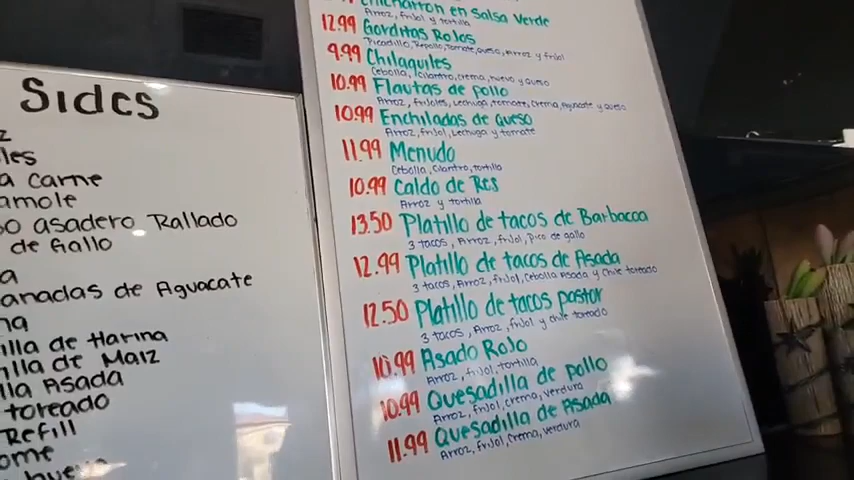 Sides
carne
amole
asadero Rallado
de Gallo
anadas de Aguacate
illa de Harina
illa de Maiz
lla Asada
toreado
Refill
ome
hicharron en Salsa Verde
Arroz, frijol y tortilla
12.99 Gorditas Rojos
Picadillo, Repollo, Tomate, queso, Arroz y frijol
9.99 Chilaquiles
Cebolla, Cilantro, crema, huevo y queso
10.99 Flautas de pollo
Arroz, frijoles, Lechuga, tomate, Crema, Aguacate y queso
10.99 Enchiladas de Queso
Arroz, frijol, Lechuga y tomate
11.99 Menudo
Cebolla, Cilantro, tortilla
10.99 Caldo de Res
Arroz y tortilla
13.50 Platillo de tacos de Barbacoa
3 tacos, Arroz, frijol, pico de gallo
12.99 Platillo de tacos de Asada
3 tacos, Arroz, frijol, Cebolla Asada y Chile toreado
12.50 Platillo de tacos pastor
3 tacos, Arroz, frijol y chile toreado
10.99 Asado Rojo
Arroz, frijol, tortilla
10.99 Quesadilla de pollo
Arroz, frijol, crema, verdura
11.99 Quesadilla de Asada
Arroz, frijol, Crema, verdura